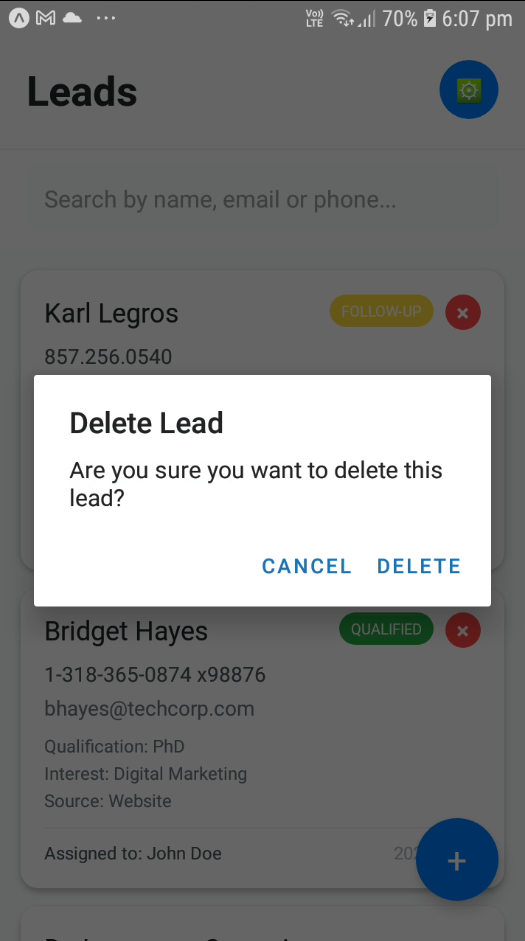 Vo))
LTE
70%
6:07 pm
Leads
Search by name, email or phone...
Karl Legros
FOLLOW-UP
857.256.0540
Delete Lead
Are you sure you want to delete this
lead?
CANCEL DELETE
Bridget Hayes
QUALIFIED
1-318-365-0874 x98876
bhayes@techcorp.com
Qualification: PhD
Interest: Digital Marketing
Source: Website
Assigned to: John Doe